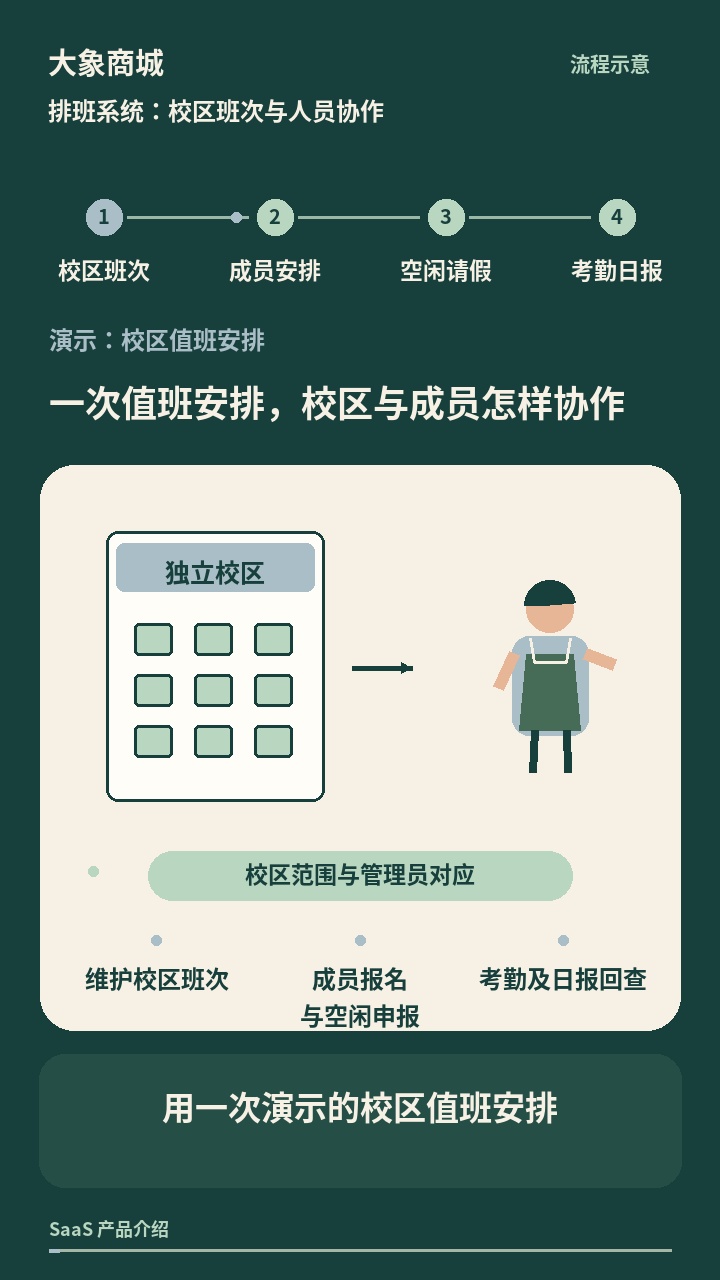 大象商城
流程示意
排班系统：校区班次与人员协作
1
2
3
4
校区班次
成员安排
空闲请假
考勤日报
演示：校区值班安排
一次值班安排，校区与成员怎样协作
独立校区
校区范围与管理员对应
维护校区班次
成员报名
与空闲申报
考勤及日报回查
用一次演示的校区值班安排
SaaS 产品介绍